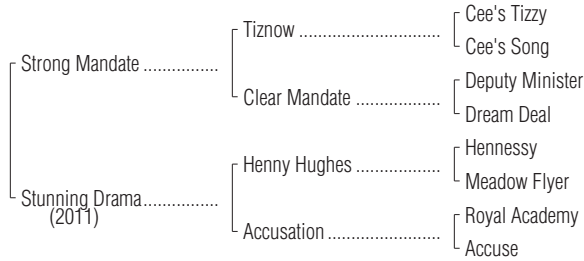 Cee's Tizzy
Tiznow ........................................
Cee's Song
Strong Mandate ................
Deputy Minister
Clear Mandate ........................
Dream Deal
Hennessy
Henny Hughes ........................
Meadow Flyer
Stunning Drama................
(2011)
Royal Academy
Accusation ................................
Accuse